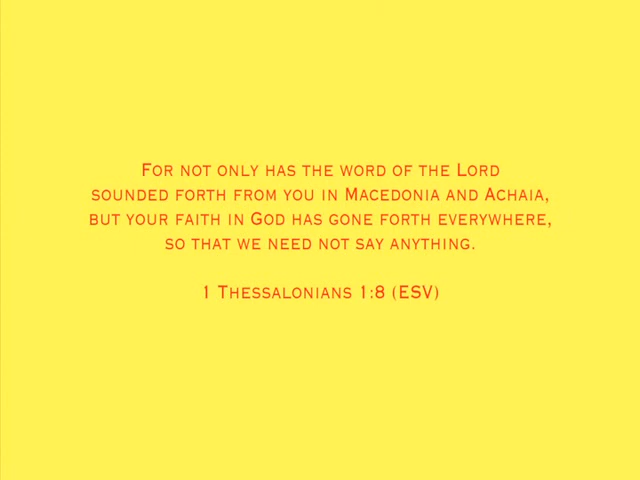 For not only has the word of the Lord
sounded forth from you in Macedonia and Achaia,
but your faith in God has gone forth everywhere,
so that we need not say anything.
1 Thessalonians 1:8 (ESV)